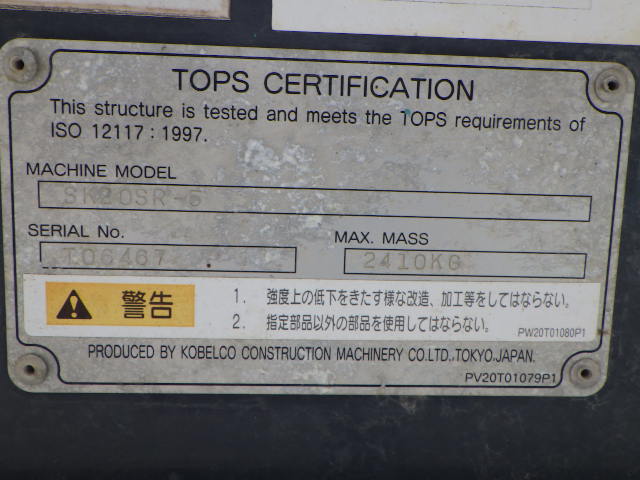 TOPS CERTIFICATION
This structure is tested and meets the TOPS requirements of
ISO 12117 : 1997.
MACHINE MODEL
SK20SR-5
SERIAL No.
MAX. MASS
T06467
2410KG
警告
1. 強度上の低下をきたす様な改造、加工等をしてはならない。
2. 指定部品以外の部品を使用してはならない。
PW20T01080P1
PRODUCED BY KOBELCO CONSTRUCTION MACHINERY CO.LTD.,TOKYO,JAPAN.
PV20T01079P1